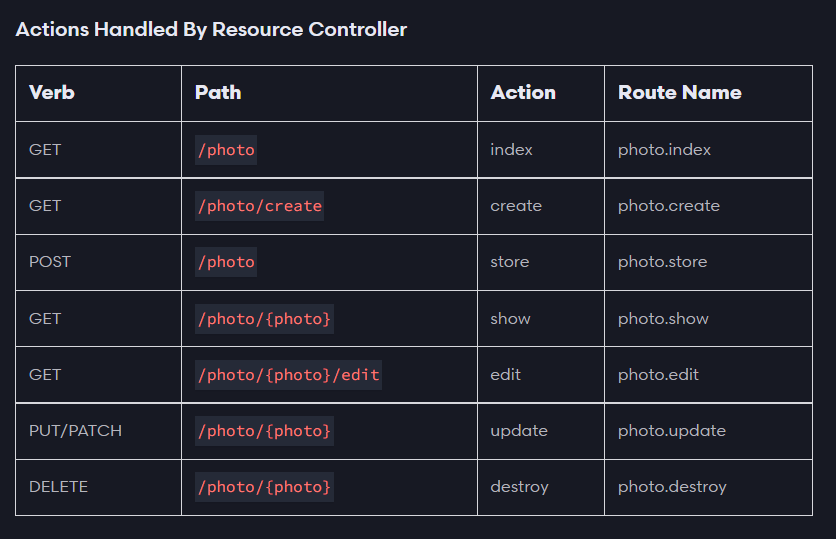 Actions Handled By Resource Controller
Verb Path Action Route Name
GET /photo index photo.index
GET /photo/create create photo.create
POST /photo store photo.store
GET /photo/{photo} show photo.show
GET /photo/{photo}/edit edit photo.edit
PUT/PATCH /photo/{photo} update photo.update
DELETE /photo/{photo} destroy photo.destroy